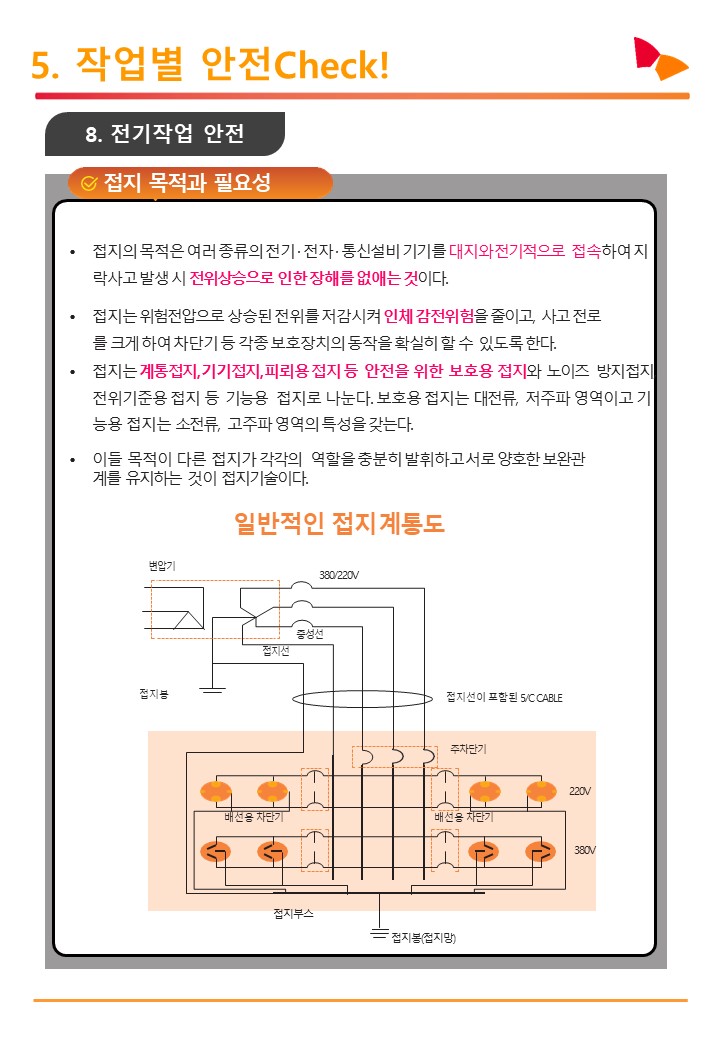 5. 작업별 안전Check!
8. 전기작업 안전
접지 목적과 필요성
• 접지의 목적은 여러 종류의 전기·전자·통신설비 기기를 대지와 전기적으로 접속하여 지
락사고 발생 시 전위상승으로 인한 장해를 없애는 것이다.
• 접지는 위험전압으로 상승된 전위를 저감시켜 인체 감전위험을 줄이고, 사고 전로
를 크게 하여 차단기 등 각종 보호장치의 동작을 확실히 할 수 있도록 한다.
• 접지는 계통접지,기기접지,피뢰용 접지 등 안전을 위한 보호용 접지와 노이즈 방지접지
전위기준용 접지 등 기능용 접지로 나눈다. 보호용 접지는 대전류, 저주파 영역이고 기
능용 접지는 소전류, 고주파 영역의 특성을 갖는다.
• 이들 목적이 다른 접지가 각각의 역할을 충분히 발휘하고 서로 양호한 보완관
계를 유지하는 것이 접지기술이다.
일반적인 접지계통도
변압기
380/220V
중성선
접지선
접지봉
접지선이 포함된 5/C CABLE
주차단기
220V
배선용 차단기
배선용 차단기
380V
접지부스
접지봉(접지망)